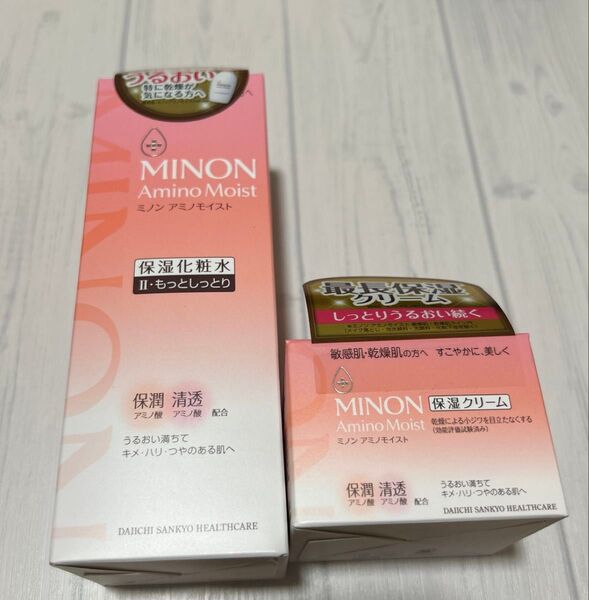 うるおい
特に乾燥が
気になる方へ
MINON
Amino Moist
ミノン アミノモイスト
保湿化粧水
II・もっとしっとり
保潤 清透
アミノ酸 アミノ酸 配合
うるおい満ちて
キメ・ハリ・つやのある肌へ
DAIICHI SANKYO HEALTHCARE
MINON
最長保湿
クリーム
しっとりうるおい続く
敏感肌・乾燥肌の方へ すこやかに、美しく
MINON
Amino Moist
ミノン アミノモイスト
保湿クリーム
乾燥による小ジワを目立たなくする
(効能評価試験済み)
保潤 清透
アミノ酸 アミノ酸 配合
うるおい満ちて
キメ・ハリ・つやのある肌へ
DAIICHI SANKYO HEALTHCARE